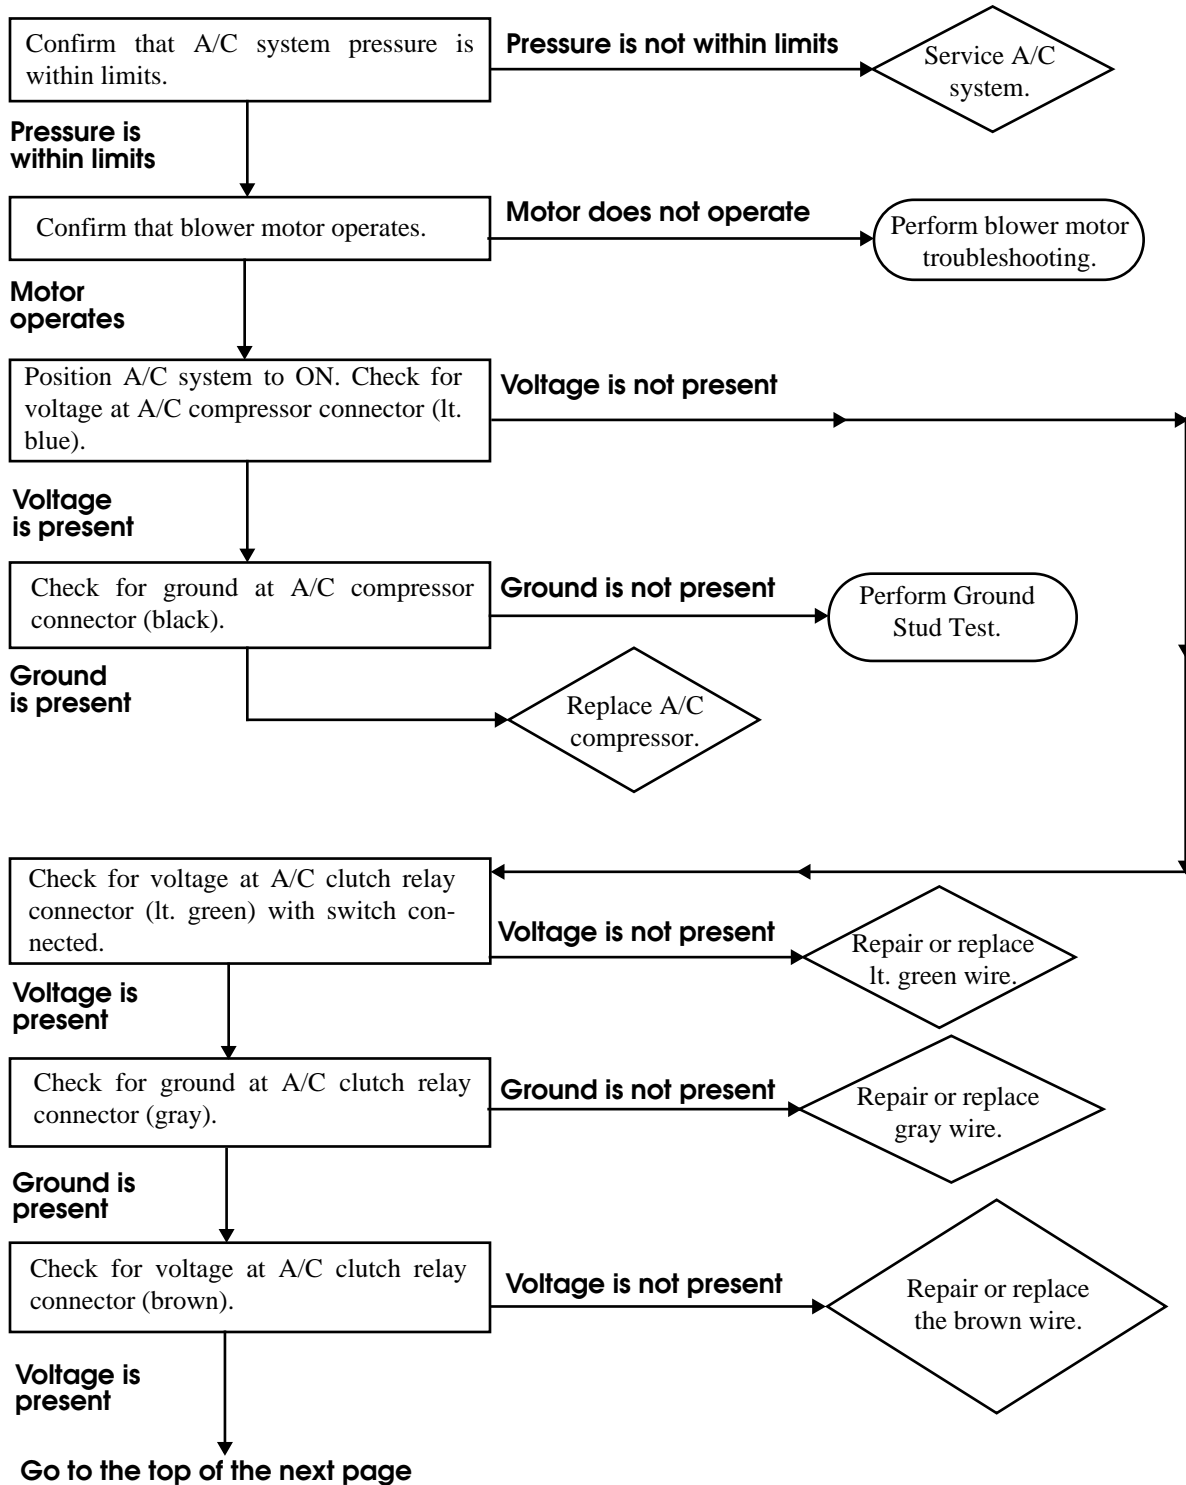 Confirm that A/C system pressure is
within limits.
Pressure is not within limits
Service A/C
system.
Pressure is
within limits
Confirm that blower motor operates.
Motor does not operate
Perform blower motor
troubleshooting.
Motor
operates
Position A/C system to ON. Check for
voltage at A/C compressor connector (lt.
blue).
Voltage is not present
Voltage
is present
Check for ground at A/C compressor
connector (black).
Ground is not present
Perform Ground
Stud Test.
Ground
is present
Replace A/C
compressor.
Check for voltage at A/C clutch relay
connector (lt. green) with switch con-
nected.
Voltage is not present
Repair or replace
lt. green wire.
Voltage is
present
Check for ground at A/C clutch relay
connector (gray).
Ground is not present
Repair or replace
gray wire.
Ground is
present
Check for voltage at A/C clutch relay
connector (brown).
Voltage is not present
Repair or replace
the brown wire.
Voltage is
present
Go to the top of the next page